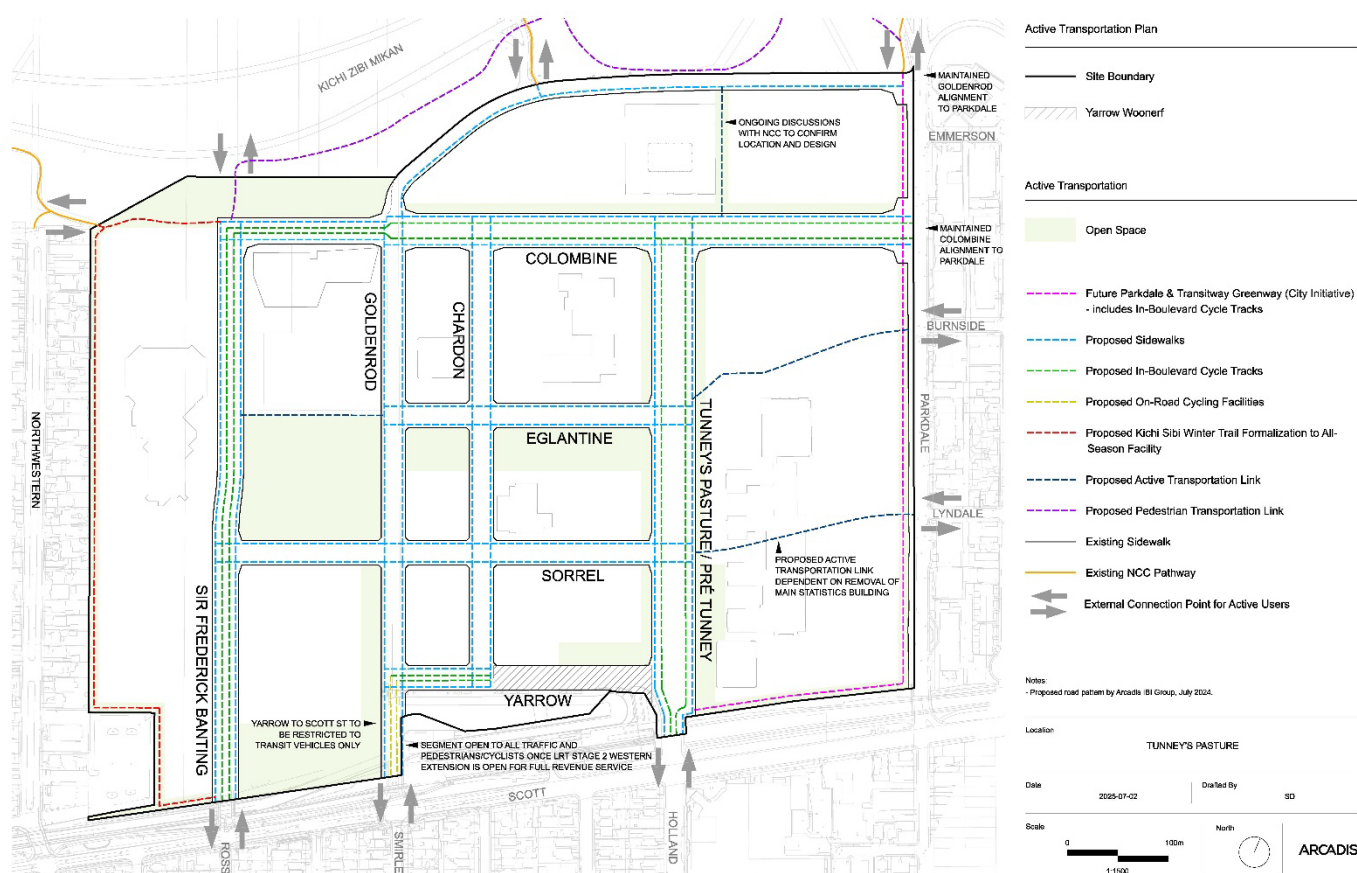 KICHI ZIBI MIKAN
MAINTAINED
GOLDENROD
ALIGNMENT
TO PARKDALE
ONGOING DISCUSSIONS
WITH NCC TO CONFIRM
LOCATION AND DESIGN
EMMERSON
MAINTAINED
COLOMBINE
ALIGNMENT TO
PARKDALE
COLOMBINE
GOLDENROD
CHARDON
BURNSIDE
PARKDALE
NORTHWESTERN
EGLANTINE
TUNNEY'S PASTURE / PRÉ TUNNEY
LYNDALE
PROPOSED ACTIVE
TRANSPORTATION LINK
DEPENDENT ON REMOVAL OF
MAIN STATISTICS BUILDING
SORREL
SIR FREDERICK BANTING
YARROW
YARROW TO SCOTT ST TO
BE RESTRICTED TO
TRANSIT VEHICLES ONLY
SEGMENT OPEN TO ALL TRAFFIC AND
PEDESTRIANS/CYCLISTS ONCE LRT STAGE 2 WESTERN
EXTENSION IS OPEN FOR FULL REVENUE SERVICE
SCOTT
ROSS
SMIRLE
HOLLAND
Active Transportation Plan
Site Boundary
Yarrow Woonerf
Active Transportation
Open Space
Future Parkdale & Transitway Greenway (City Initiative)
- includes In-Boulevard Cycle Tracks
Proposed Sidewalks
Proposed In-Boulevard Cycle Tracks
Proposed On-Road Cycling Facilities
Proposed Kichi Sibi Winter Trail Formalization to All-
Season Facility
Proposed Active Transportation Link
Proposed Pedestrian Transportation Link
Existing Sidewalk
Existing NCC Pathway
External Connection Point for Active Users
Notes:
- Proposed road pattern by Arcadis IBI Group, July 2024.
Location
TUNNEY'S PASTURE
Date
2025-07-02
Drafted By
SD
Scale
0 100m
1:1500
North
ARCADIS